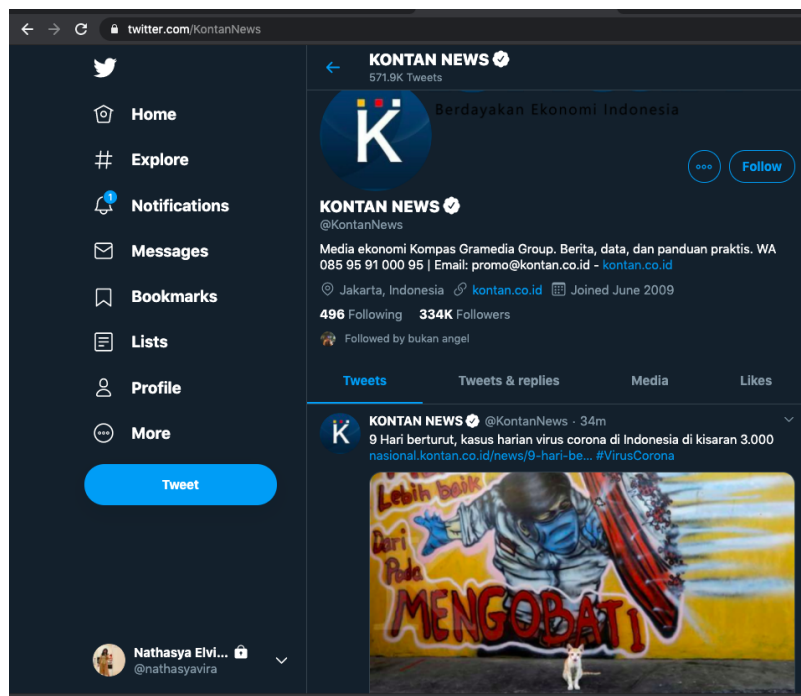 twitter.com/KontanNews
KONTAN NEWS
571.9K Tweets
Home
Explore
1
Notifications
Messages
Bookmarks
Lists
Profile
More
Tweet
Nathasya Elvi...
@nathasyavira
K
Berdayakan Ekonomi Indonesia
Follow
KONTAN NEWS
@KontanNews
Media ekonomi Kompas Gramedia Group. Berita, data, dan panduan praktis. WA
085 95 91 000 95 | Email: promo@kontan.co.id - kontan.co.id
Jakarta, Indonesia kontan.co.id Joined June 2009
496 Following 334K Followers
Followed by bukan angel
Tweets Tweets & replies Media Likes
K
KONTAN NEWS @KontanNews · 34m
9 Hari berturut, kasus harian virus corona di Indonesia di kisaran 3.000
nasional.kontan.co.id/news/9-hari-be... #VirusCorona
Lebih baik
Dari
Pada
MENGOBATI